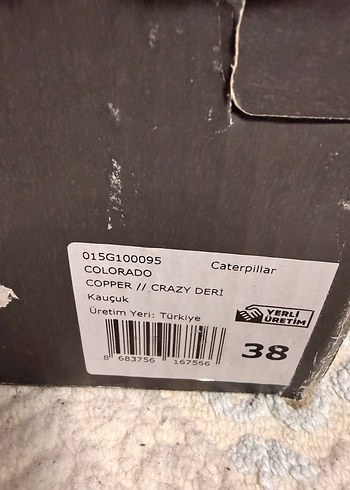 015G100095 Caterpillar
COLORADO
COPPER // CRAZY DERİ
Kauçuk
Üretim Yeri: Türkiye
YERLİ
ÜRETİM
8 683756 167566
38